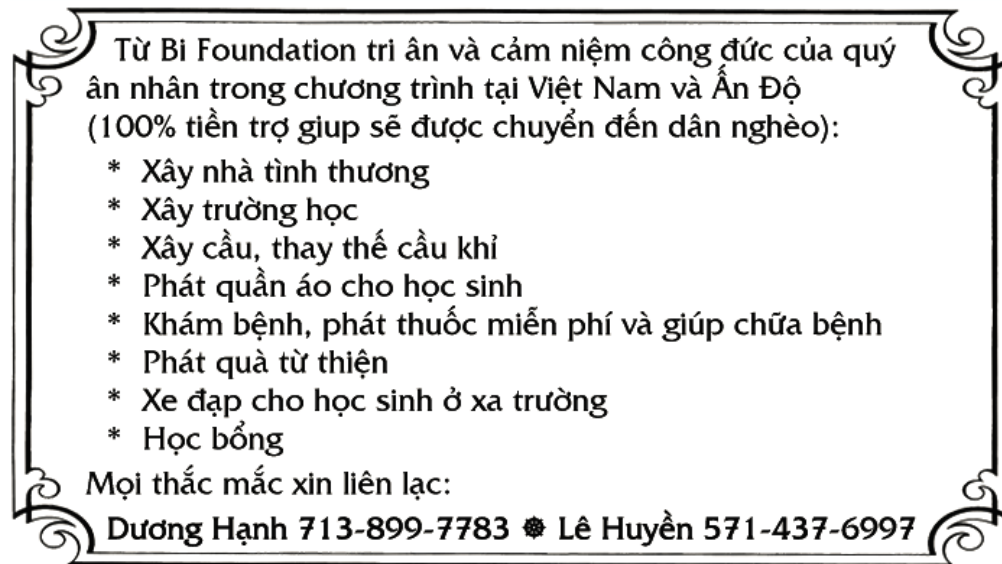 Từ Bi Foundation tri ân và cảm niệm công đức của quý
ân nhân trong chương trình tại Việt Nam và Ấn Độ
(100% tiền trợ giup sẽ được chuyển đến dân nghèo):
* Xây nhà tình thương
* Xây trường học
* Xây cầu, thay thế cầu khỉ
* Phát quần áo cho học sinh
* Khám bệnh, phát thuốc miễn phí và giúp chữa bệnh
* Phát quà từ thiện
* Xe đạp cho học sinh ở xa trường
* Học bổng
Mọi thắc mắc xin liên lạc:
Dương Hạnh 713-899-7783 ☸ Lê Huyền 571-437-6997